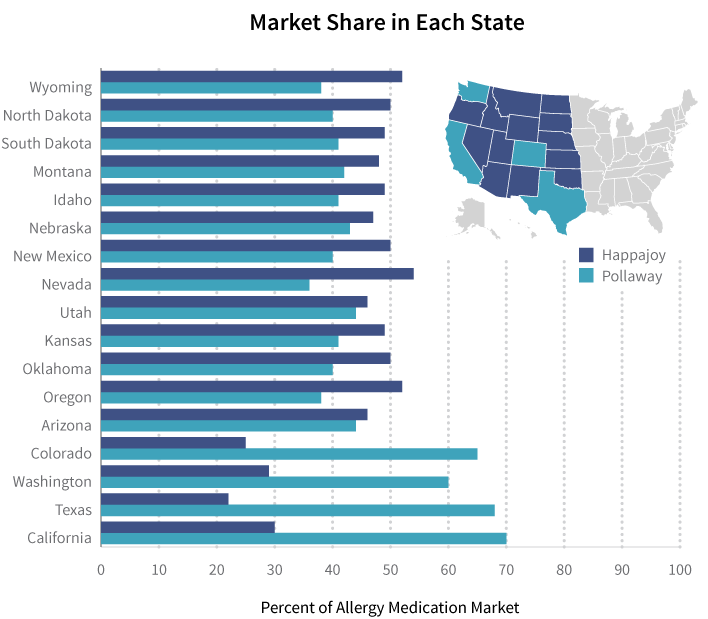 Market Share in Each State
Wyoming
North Dakota
South Dakota
Montana
Idaho
Nebraska
New Mexico
Nevada
Utah
Kansas
Oklahoma
Oregon
Arizona
Colorado
Washington
Texas
California
Happajoy
Pollaway
0 10 20 30 40 50 60 70 80 90 100
Percent of Allergy Medication Market